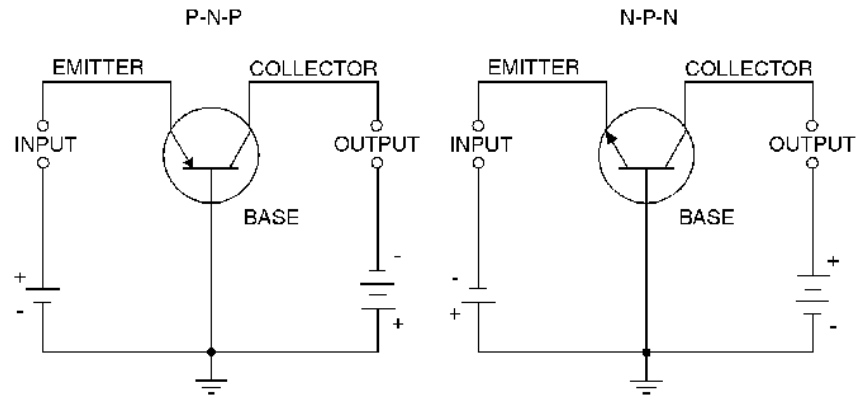 P-N-P
EMITTER COLLECTOR
INPUT OUTPUT
BASE
+
-
-
+
N-P-N
EMITTER COLLECTOR
INPUT OUTPUT
BASE
-
+
+
-